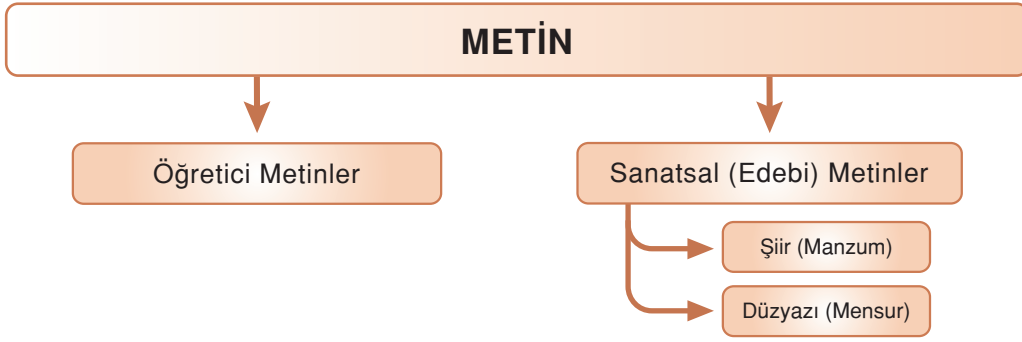 METİN
Öğretici Metinler
Sanatsal (Edebi) Metinler
Şiir (Manzum)
Düzyazı (Mensur)